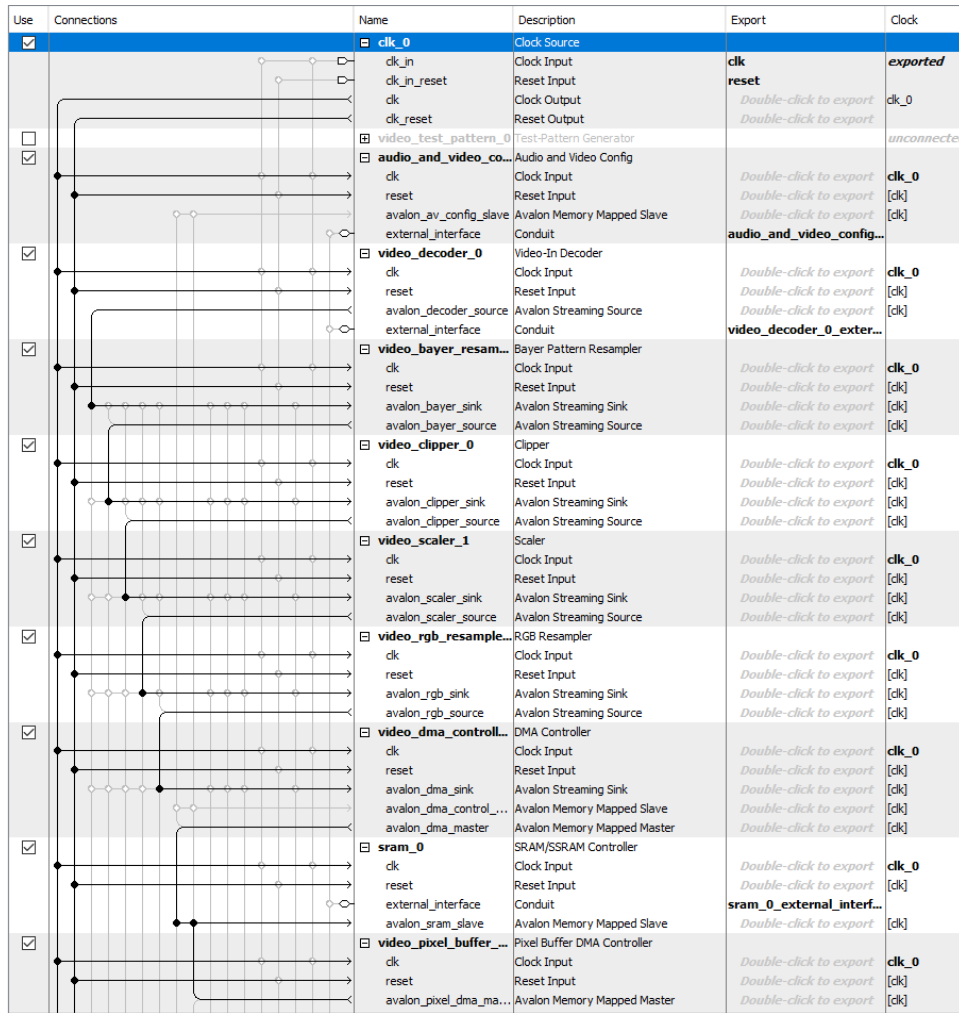 Use Connections Name Description Export Clock
clk_0 Clock Source
clk_in Clock Input clk exported
clk_in_reset Reset Input reset
clk Clock Output Double-click to export clk_0
clk_reset Reset Output Double-click to export
video_test_pattern_0 Test-Pattern Generator unconnecte
audio_and_video_co... Audio and Video Config
clk Clock Input Double-click to export clk_0
reset Reset Input Double-click to export [clk]
avalon_av_config_slave Avalon Memory Mapped Slave Double-click to export [clk]
external_interface Conduit audio_and_video_config...
video_decoder_0 Video-In Decoder
clk Clock Input Double-click to export clk_0
reset Reset Input Double-click to export [clk]
avalon_decoder_source Avalon Streaming Source Double-click to export [clk]
external_interface Conduit video_decoder_0_exter...
video_bayer_resam... Bayer Pattern Resampler
clk Clock Input Double-click to export clk_0
reset Reset Input Double-click to export [clk]
avalon_bayer_sink Avalon Streaming Sink Double-click to export [clk]
avalon_bayer_source Avalon Streaming Source Double-click to export [clk]
video_clipper_0 Clipper
clk Clock Input Double-click to export clk_0
reset Reset Input Double-click to export [clk]
avalon_clipper_sink Avalon Streaming Sink Double-click to export [clk]
avalon_clipper_source Avalon Streaming Source Double-click to export [clk]
video_scaler_1 Scaler
clk Clock Input Double-click to export clk_0
reset Reset Input Double-click to export [clk]
avalon_scaler_sink Avalon Streaming Sink Double-click to export [clk]
avalon_scaler_source Avalon Streaming Source Double-click to export [clk]
video_rgb_resample... RGB Resampler
clk Clock Input Double-click to export clk_0
reset Reset Input Double-click to export [clk]
avalon_rgb_sink Avalon Streaming Sink Double-click to export [clk]
avalon_rgb_source Avalon Streaming Source Double-click to export [clk]
video_dma_controll... DMA Controller
clk Clock Input Double-click to export clk_0
reset Reset Input Double-click to export [clk]
avalon_dma_sink Avalon Streaming Sink Double-click to export [clk]
avalon_dma_control_... Avalon Memory Mapped Slave Double-click to export [clk]
avalon_dma_master Avalon Memory Mapped Master Double-click to export [clk]
sram_0 SRAM/SSRAM Controller
clk Clock Input Double-click to export clk_0
reset Reset Input Double-click to export [clk]
external_interface Conduit sram_0_external_interf...
avalon_sram_slave Avalon Memory Mapped Slave Double-click to export [clk]
video_pixel_buffer_... Pixel Buffer DMA Controller
clk Clock Input Double-click to export clk_0
reset Reset Input Double-click to export [clk]
avalon_pixel_dma_ma... Avalon Memory Mapped Master Double-click to export [clk]